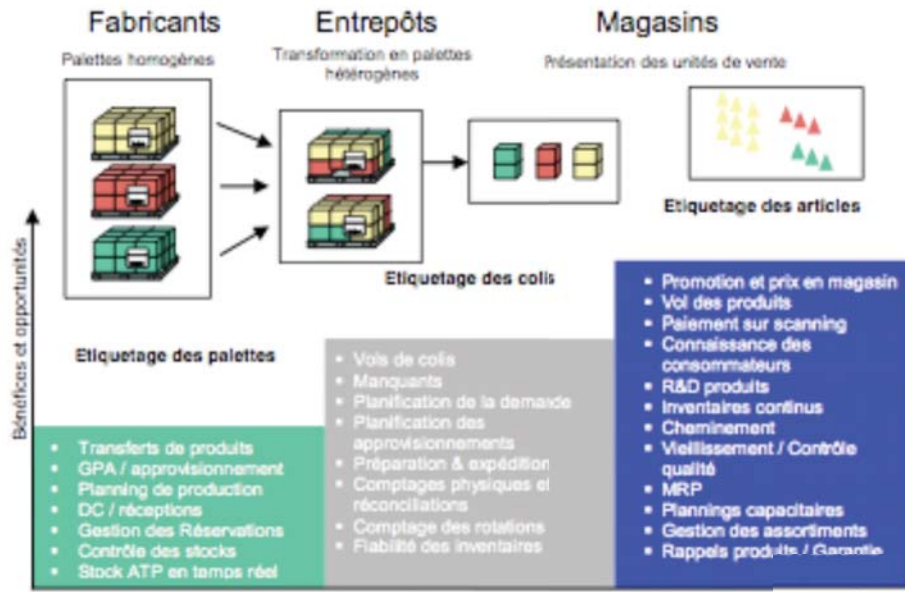 Fabricants
Entrepôts
Magasins
Palettes homogènes
Transformation en palettes
hétérogènes
Présentation des unités de vente
Etiquetage des articles
Etiquetage des colis
Etiquetage des palettes
Bénéfices et opportunités
Transferts de produits
GPA / approvisionnement
Planning de production
DC / réceptions
Gestion des Réservations
Contrôle des stocks
Stock ATP en temps réel
Vols de colis
Manquants
Planification de la demande
Planification des
approvisionnements
Préparation & expédition
Comptages physiques et
réconciliations
Comptage des rotations
Fiabilité des inventaires
Promotion et prix en magasin
Vol des produits
Paiement sur scanning
Connaissance des
consommateurs
R&D produits
Inventaires continus
Cheminement
Vieillissement / Contrôle
qualité
MRP
Plannings capacitaires
Gestion des assortiments
Rappels produits / Garantie